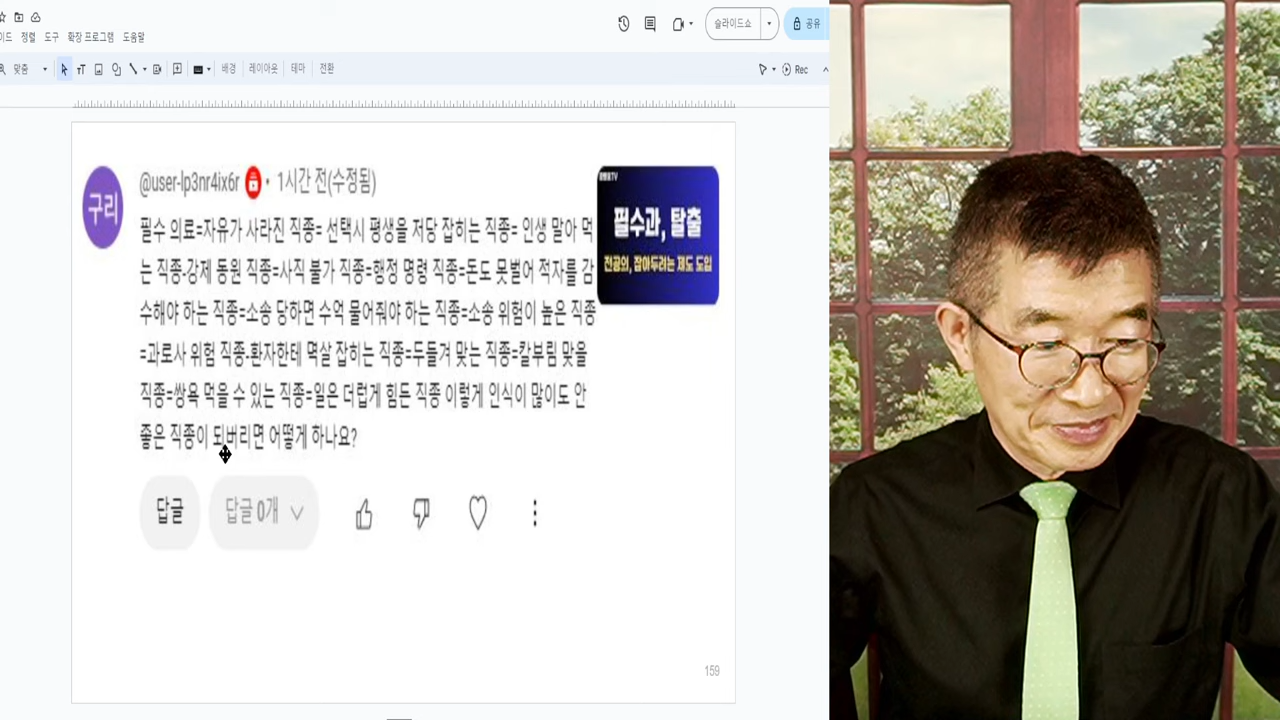 이드 정렬 도구 확장 프로그램 도움말
슬라이드쇼
공유
맞춤
배경 레이아웃 테마 전환
Rec
구리
@user-lp3nr4ix6r • 1시간 전(수정됨)
필수 의료=자유가 사라진 직종= 선택시 평생을 저당 잡히는 직종= 인생 말아 먹
는 직종-강제 동원 직종=사직 불가 직종=행정 명령 직종=돈도 못벌어 적자를 감
수해야 하는 직종=소송 당하면 수억 물어줘야 하는 직종=소송 위험이 높은 직종
=과로사 위험 직종-환자한테 멱살 잡히는 직종=두들겨 맞는 직종=칼부림 맞을
직종=쌍욕 먹을 수 있는 직종=일은 더럽게 힘든 직종 이렇게 인식이 많이도 안
좋은 직종이 되버리면 어떻게 하나요?
필수과, 탈출
전공의, 잡아두려는 제도 도입
답글
답글 0개
159